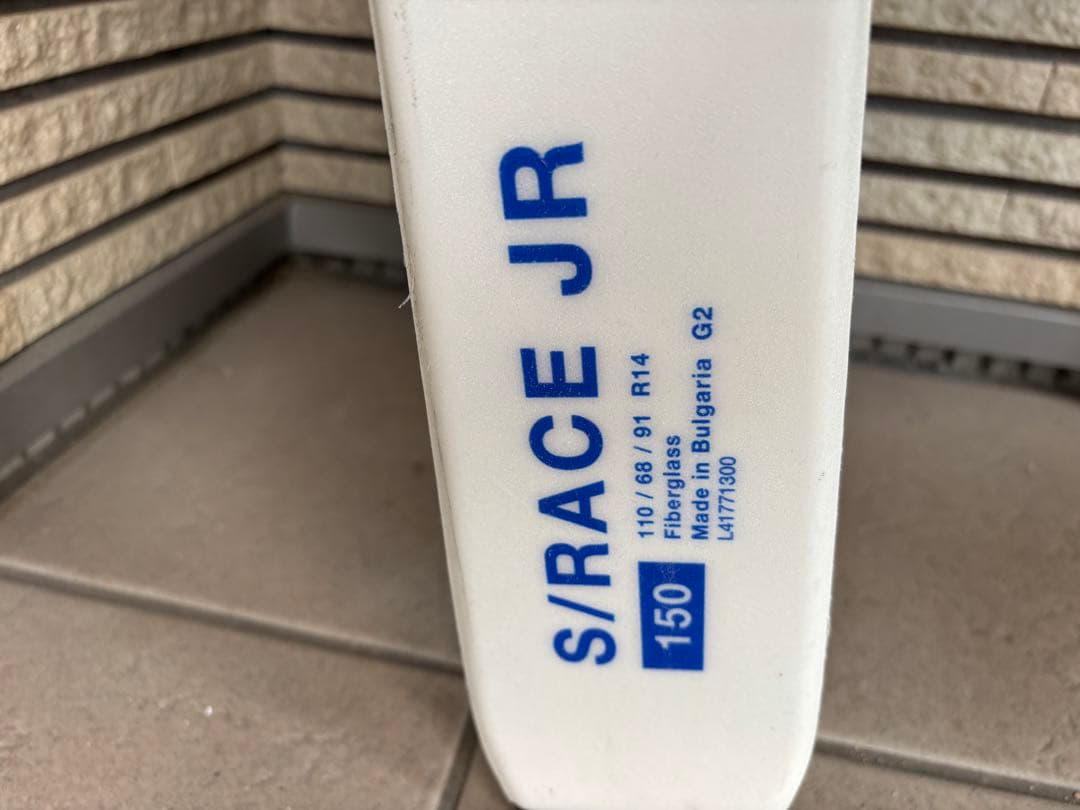 S/RACE JR
150
110 / 68 / 91 R14
Fiberglass
Made in Bulgaria G2
L41771300